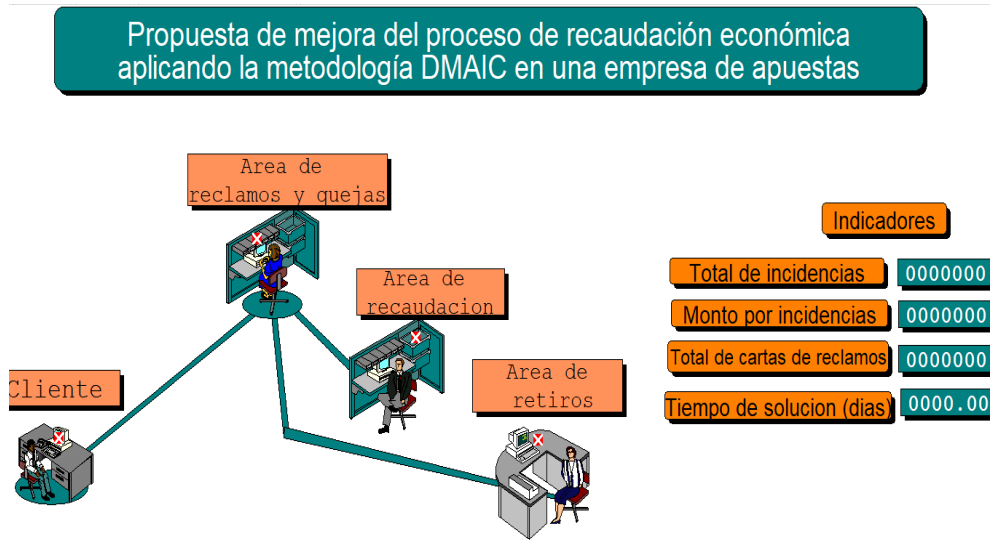 Propuesta de mejora del proceso de recaudación económica
aplicando la metodología DMAIC en una empresa de apuestas
Area de
reclamos y quejas
Area de
recaudacion
Area de
retiros
Cliente
Indicadores
Total de incidencias
0000000
Monto por incidencias
0000000
Total de cartas de reclamos
0000000
Tiempo de solucion (dias)
0000.00